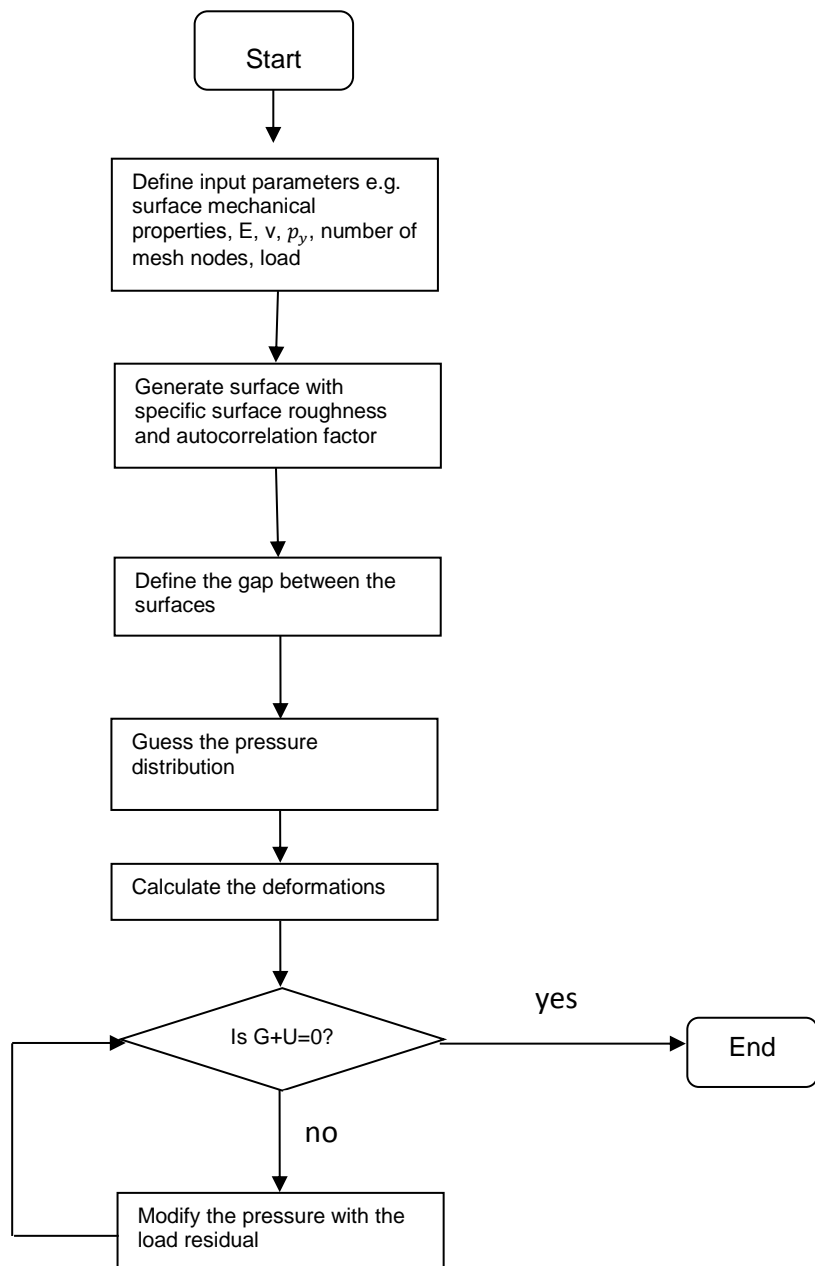 Start
Define input parameters e.g.
surface mechanical
properties, E, v, 𝑝𝑦, number of
mesh nodes, load
Generate surface with
specific surface roughness
and autocorrelation factor
Define the gap between the
surfaces
Guess the pressure
distribution
Calculate the deformations
yes
Is G+U=0?
End
no
Modify the pressure with the
load residual